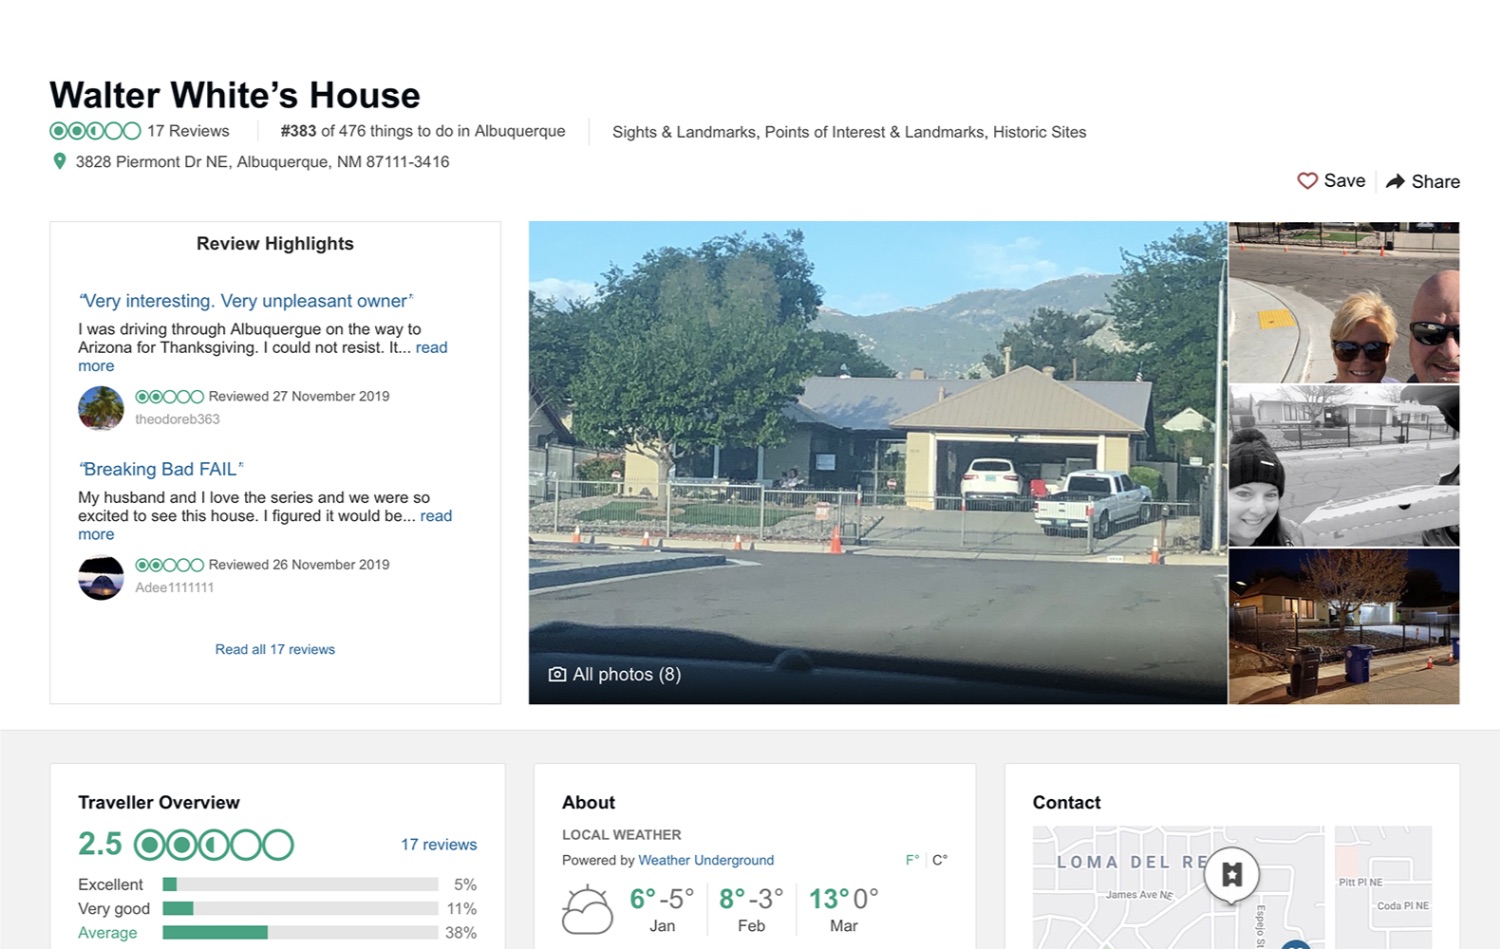 Walter White’s House
17 Reviews
#383 of 476 things to do in Albuquerque
Sights & Landmarks, Points of Interest & Landmarks, Historic Sites
3828 Piermont Dr NE, Albuquerque, NM 87111-3416
Save
Share
Review Highlights
“Very interesting. Very unpleasant owner”
I was driving through Albuquergue on the way to
Arizona for Thanksgiving. I could not resist. It... read
more
Reviewed 27 November 2019
theodoreb363
“Breaking Bad FAIL”
My husband and I love the series and we were so
excited to see this house. I figured it would be... read
more
Reviewed 26 November 2019
Adee1111111
Read all 17 reviews
All photos (8)
Traveller Overview
2.5
17 reviews
Excellent 5%
Very good 11%
Average 38%
About
LOCAL WEATHER
Powered by Weather Underground
F° C°
6° -5°
Jan
8° -3°
Feb
13° 0°
Mar
Contact
LOMA DEL RE
James Ave NE
Espejo St
Pitt Pl NE
Coda Pl NE